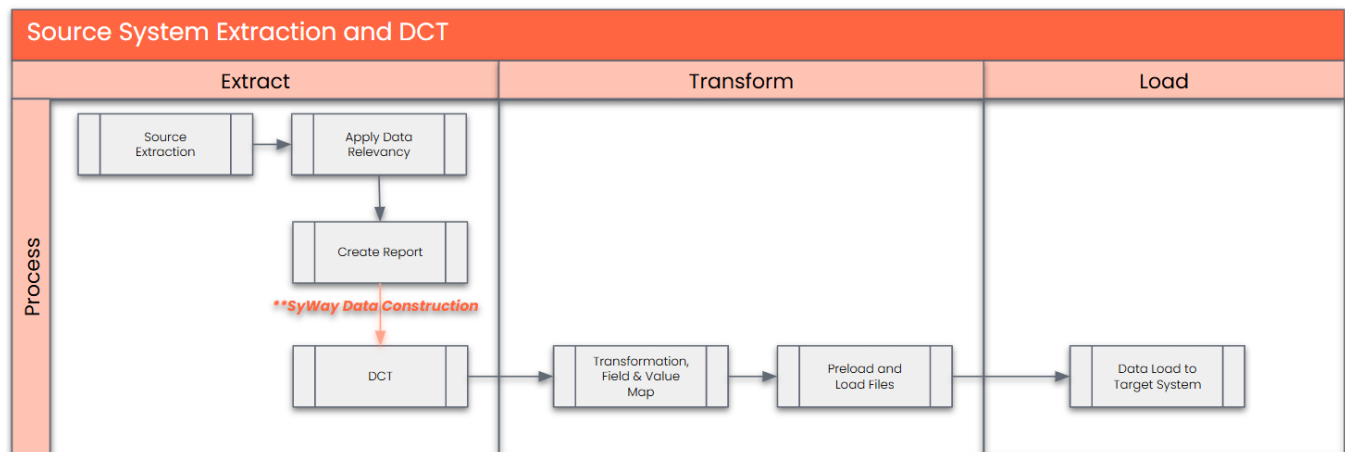 Source System Extraction and DCT
Extract
Transform
Load
Process
Source
Extraction
Apply Data
Relevancy
Create Report
**SyWay Data Construction
DCT
Transformation,
Field & Value
Map
Preload and
Load Files
Data Load to
Target System